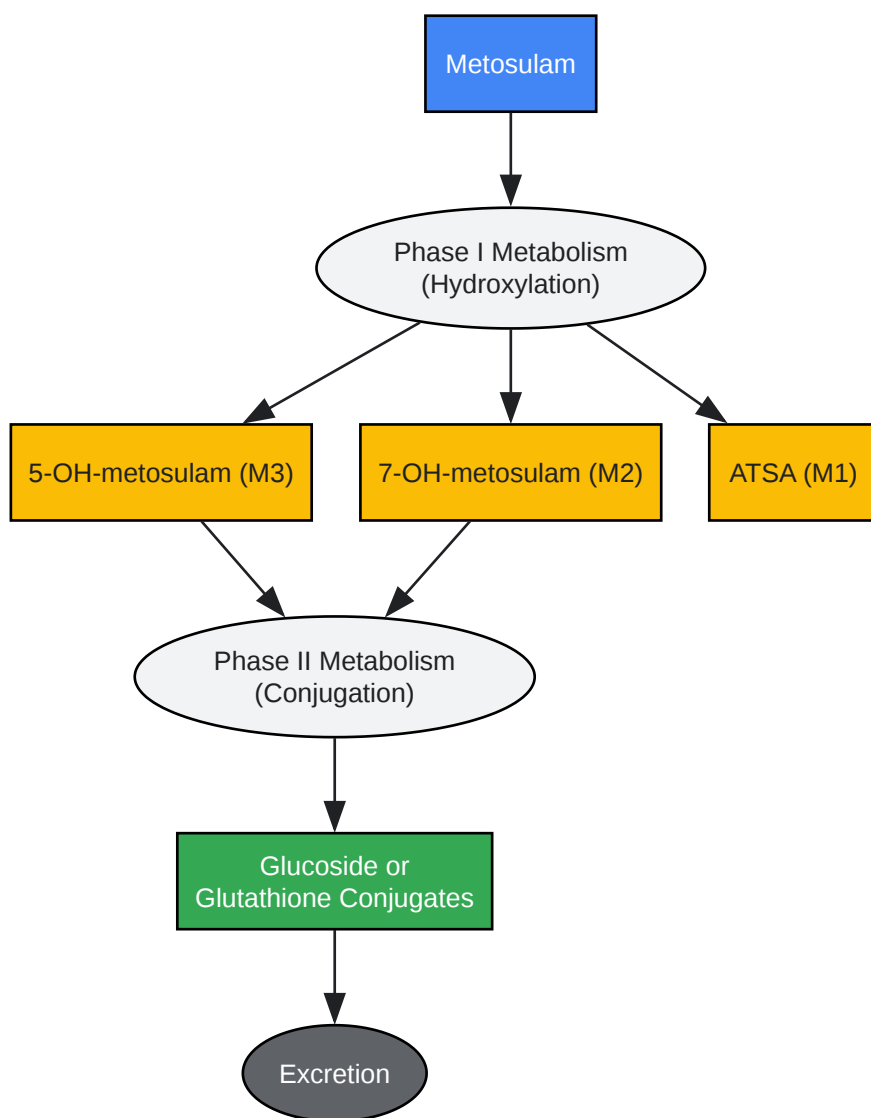 Metosulam
Phase I Metabolism
(Hydroxylation)
5-OH-metosulam (M3)
7-OH-metosulam (M2)
ATSA (M1)
Phase II Metabolism
(Conjugation)
Glucoside or
Glutathione Conjugates
Excretion